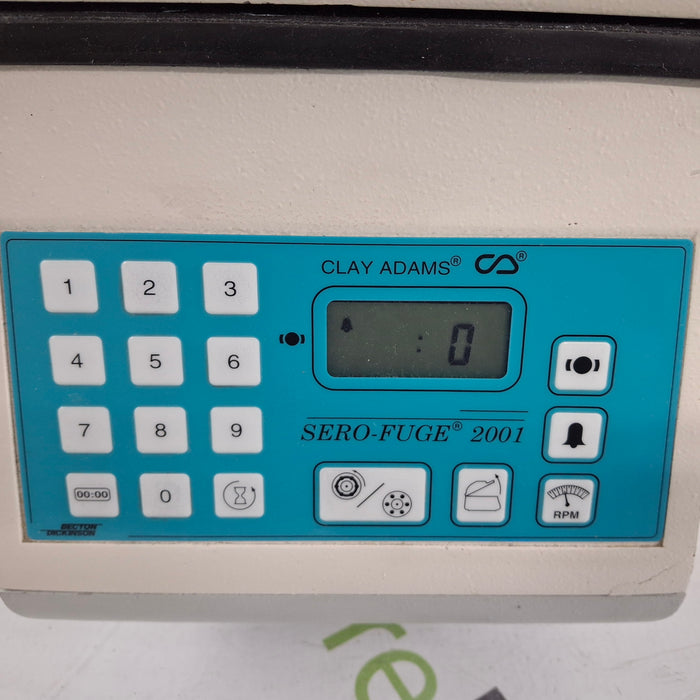 CLAY ADAMS®
®
1 2 3
: 0
4 5 6
SERO-FUGE® 2001
7 8 9
00:00 0
RPM
BECTON
DICKINSON
re